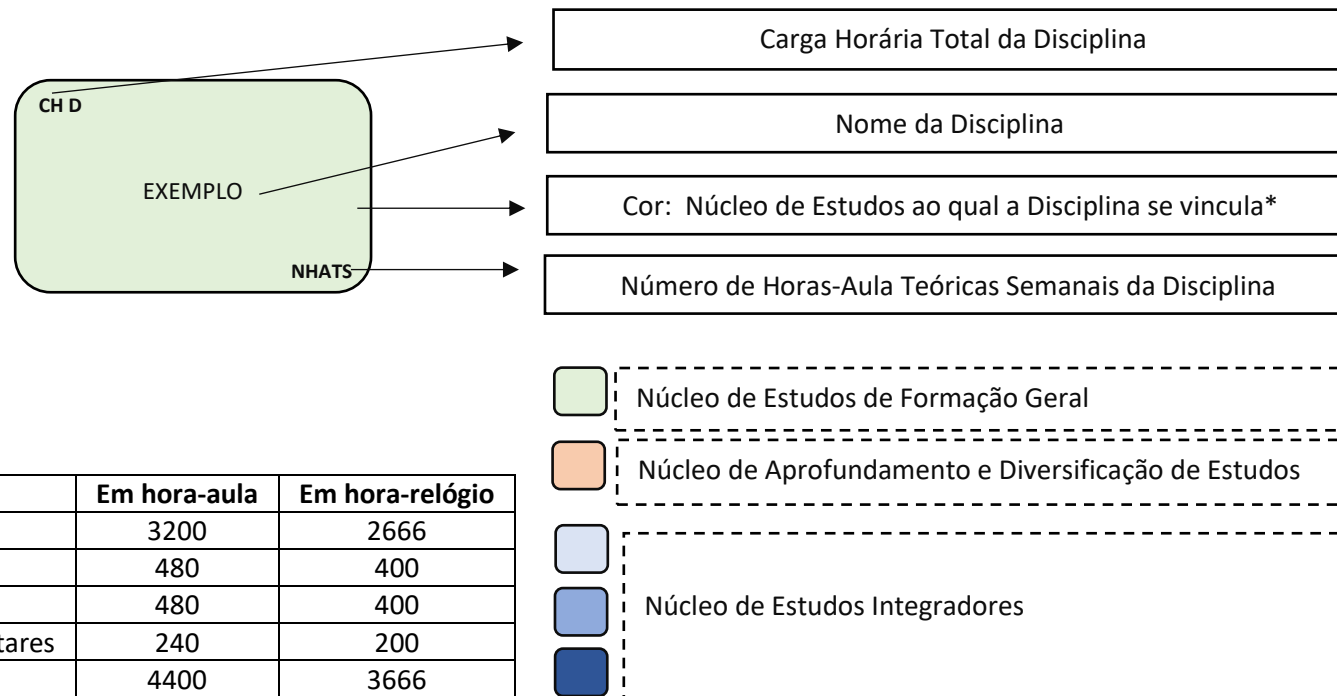 Carga Horária Total da Disciplina
CH D
Nome da Disciplina
EXEMPLO
Cor: Núcleo de Estudos ao qual a Disciplina se vincula*
NHATS
Número de Horas-Aula Teóricas Semanais da Disciplina
Núcleo de Estudos de Formação Geral
Núcleo de Aprofundamento e Diversificação de Estudos
Núcleo de Estudos Integradores
Em hora-aula Em hora-relógio
3200 2666
480 400
480 400
tares 240 200
4400 3666